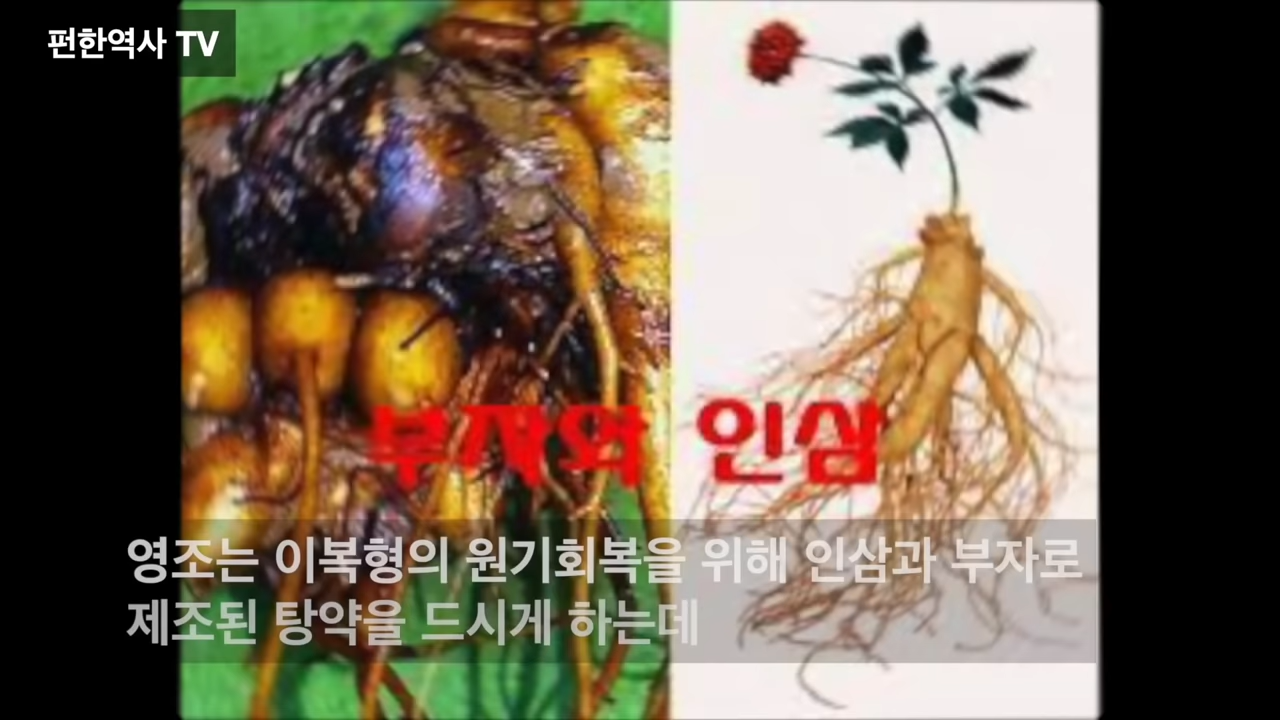 편한역사 TV
부자와 인삼
영조는 이복형의 원기회복을 위해 인삼과 부자로
제조된 탕약을 드시게 하는데